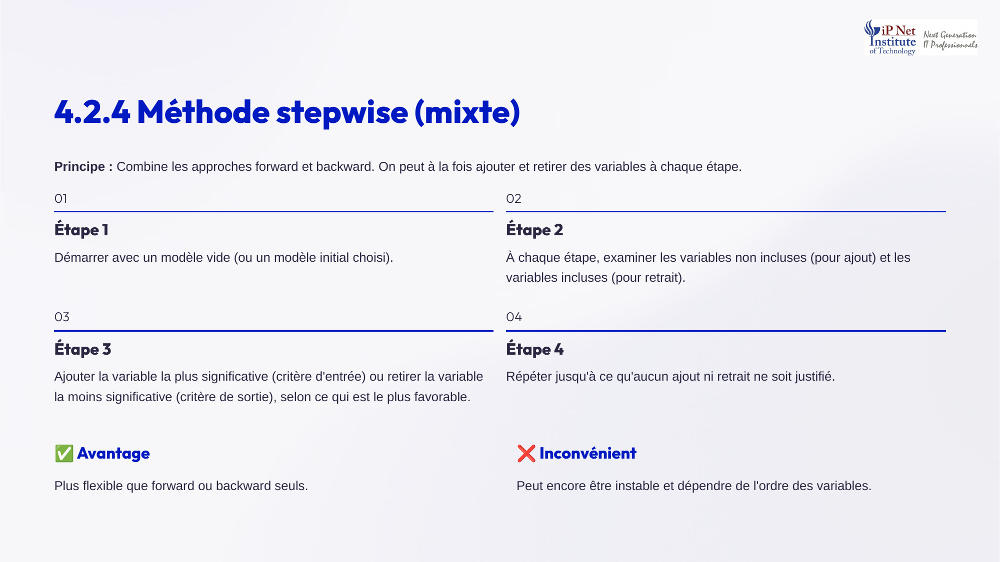 iP Net
Institute
of Technology
Next Generation
IT Professionnels
4.2.4 Méthode stepwise (mixte)
Principe : Combine les approches forward et backward. On peut à la fois ajouter et retirer des variables à chaque étape.
01
Étape 1
Démarrer avec un modèle vide (ou un modèle initial choisi).
02
Étape 2
À chaque étape, examiner les variables non incluses (pour ajout) et les
variables incluses (pour retrait).
03
Étape 3
Ajouter la variable la plus significative (critère d'entrée) ou retirer la variable
la moins significative (critère de sortie), selon ce qui est le plus favorable.
04
Étape 4
Répéter jusqu'à ce qu'aucun ajout ni retrait ne soit justifié.
✅ Avantage
Plus flexible que forward ou backward seuls.
❌ Inconvénient
Peut encore être instable et dépendre de l'ordre des variables.